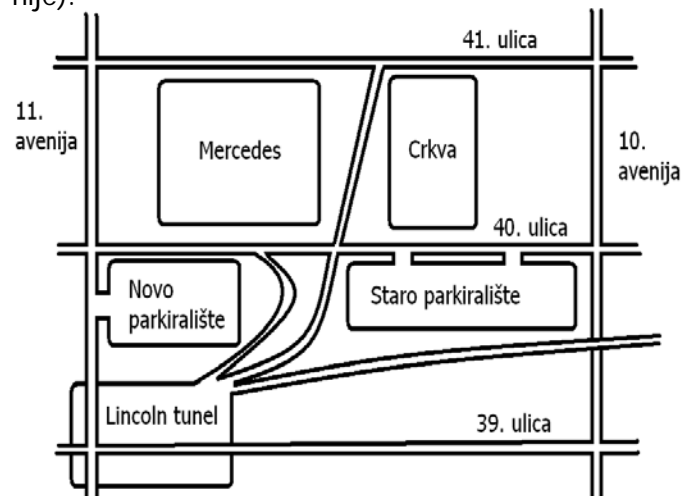 nije).
41. ulica
11.
avenija
Mercedes
Crkva
10.
avenija
40. ulica
Novo
parkiralište
Staro parkiralište
Lincoln tunel
39. ulica